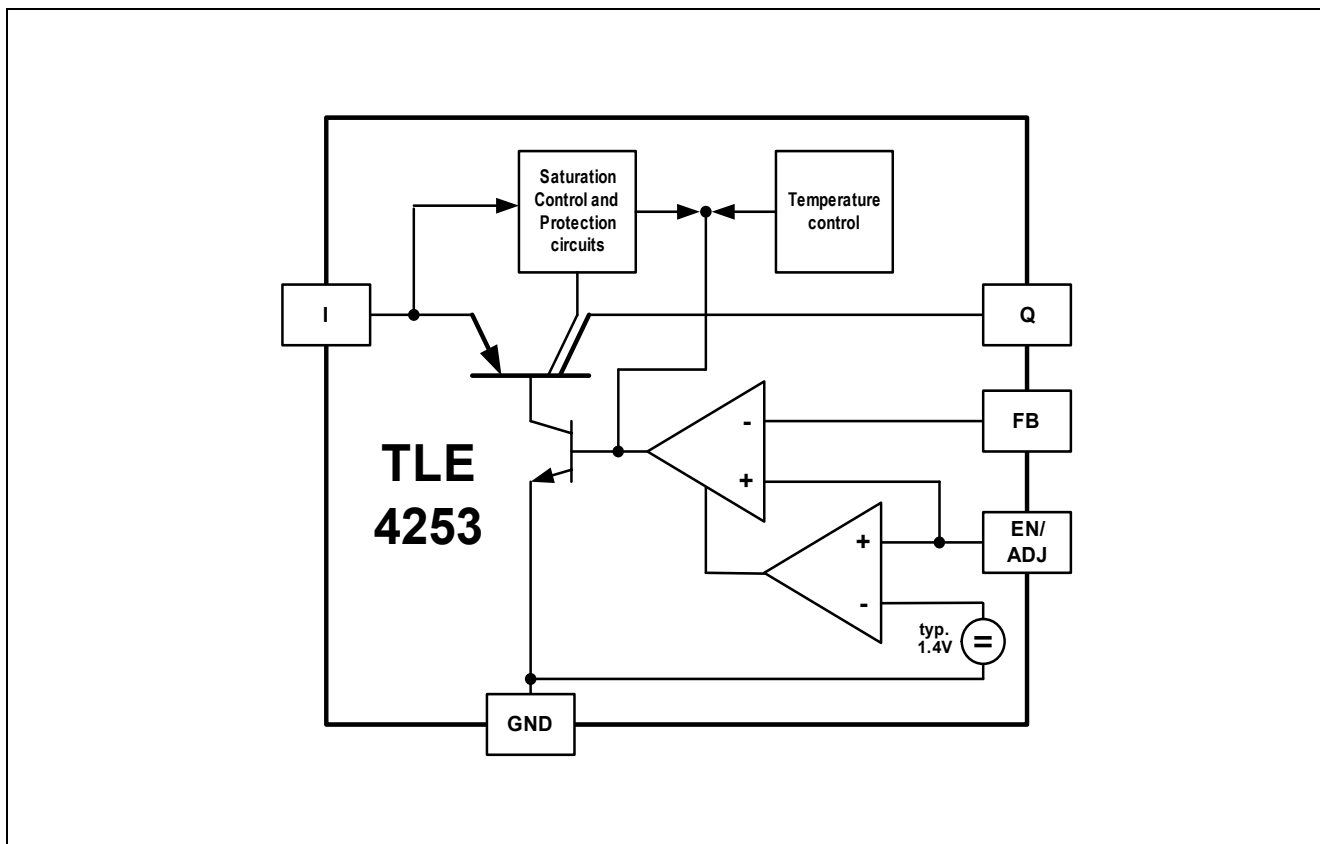 Saturation
Control and
Protection
circuits
Temperature
control
I
Q
FB
-
+
TLE
4253
EN/
ADJ
+
-
typ.
1.4V
=
GND